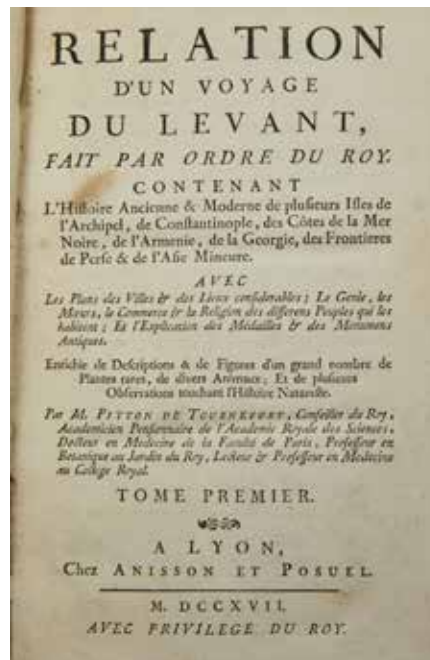 RELATION
D'UN VOYAGE
DU LEVANT,
FAIT PAR ORDRE DU ROY.
CONTENANT
L'Histoire Ancienne & Moderne de plusieurs Isles de
l'Archipel, de Constantinople, des Côtes de la Mer
Noire, de l'Armenie, de la Georgie, des Frontieres
de Perse & de l'Asie Mineure.
AVEC
Les Plans des Villes & des Lieux considerables; Le Genie, les
Mœurs, le Commerce & la Religion des differens Peuples qui les
habitent; Et l'Explication des Médailles & des Monumens
Antiques.
Enrichie de Descriptions & de Figures d'un grand nombre de
Plantes rares, de divers Animaux; Et de plusieurs
Observations touchant l'Histoire Naturelle.
Par M. PITTON DE TOURNEFORT, Conseiller du Roy,
Academicien Pensionnaire de l'Academie Royale des Sciences,
Docteur en Medecine de la Faculté de Paris, Professeur en
Botanique au Jardin du Roy, Lecteur & Professeur en Medecine
au College Royal.
TOME PREMIER.
A LYON,
Chez ANISSON ET POSUEL.
M. DCCXVII.
AVEC PRIVILEGE DU ROY.